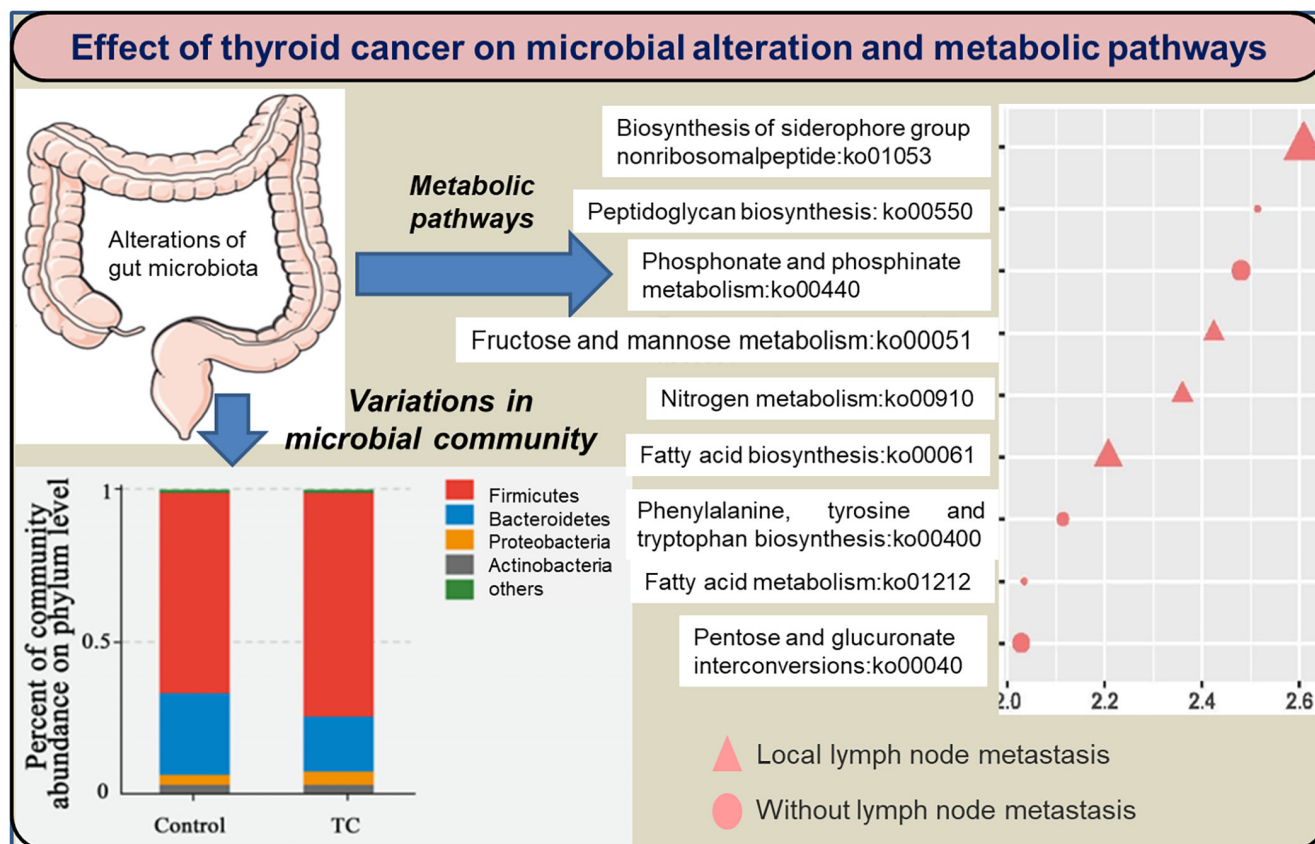 Effect of thyroid cancer on microbial alteration and metabolic pathways
Alterations of
gut microbiota
Metabolic
pathways
Biosynthesis of siderophore group
nonribosomalpeptide:ko01053
Peptidoglycan biosynthesis: ko00550
Phosphonate and phosphinate
metabolism:ko00440
Fructose and mannose metabolism:ko00051
Nitrogen metabolism:ko00910
Fatty acid biosynthesis:ko00061
Phenylalanine, tyrosine and
tryptophan biosynthesis:ko00400
Fatty acid metabolism:ko01212
Pentose and glucuronate
interconversions:ko00040
2.0 2.2 2.4 2.6
Local lymph node metastasis
Without lymph node metastasis
Variations in
microbial community
Percent of community
abundance on phylum level
1
0.5
0
Control TC
Firmicutes
Bacteroidetes
Proteobacteria
Actinobacteria
others